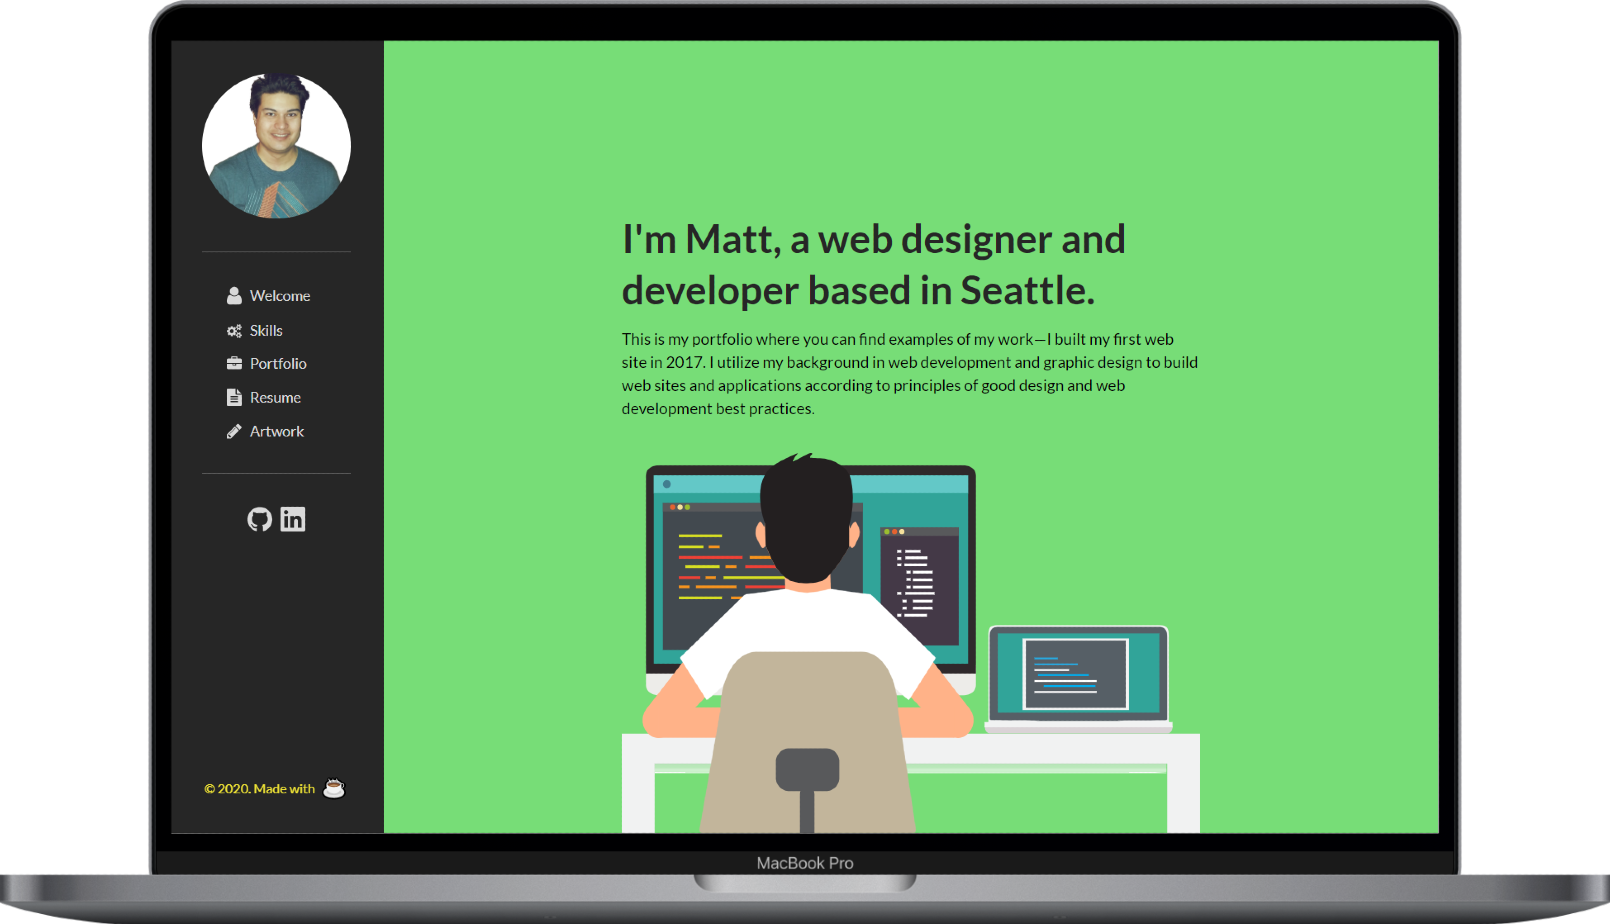 Welcome
Skills
Portfolio
Resume
Artwork
in
© 2020. Made with
I'm Matt, a web designer and
developer based in Seattle.
This is my portfolio where you can find examples of my work—I built my first web
site in 2017. I utilize my background in web development and graphic design to build
web sites and applications according to principles of good design and web
development best practices.
MacBook Pro